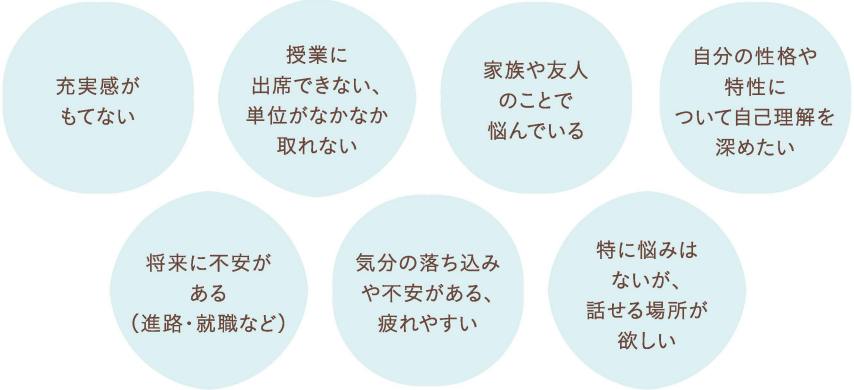 充実感が
もてない
授業に
出席できない、
単位がなかなか
取れない
家族や友人
のことで
悩んでいる
自分の性格や
特性に
ついて自己理解を
深めたい
将来に不安が
ある
（進路・就職など）
気分の落ち込み
や不安がある、
疲れやすい
特に悩みは
ないが、
話せる場所が
欲しい